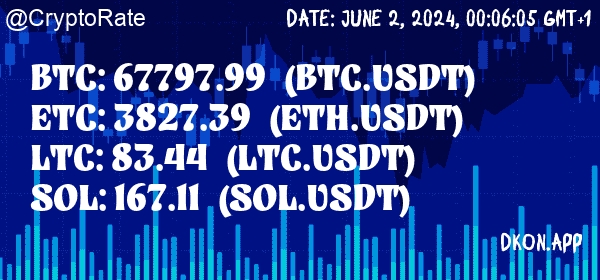 @CryptoRate
DATE: JUNE 2, 2024, 00:06:05 GMT+1
BTC: 67797.99 (BTC.USDT)
ETC: 3827.39 (ETH.USDT)
LTC: 83.44 (LTC.USDT)
SOL: 167.11 (SOL.USDT)
DKON.APP